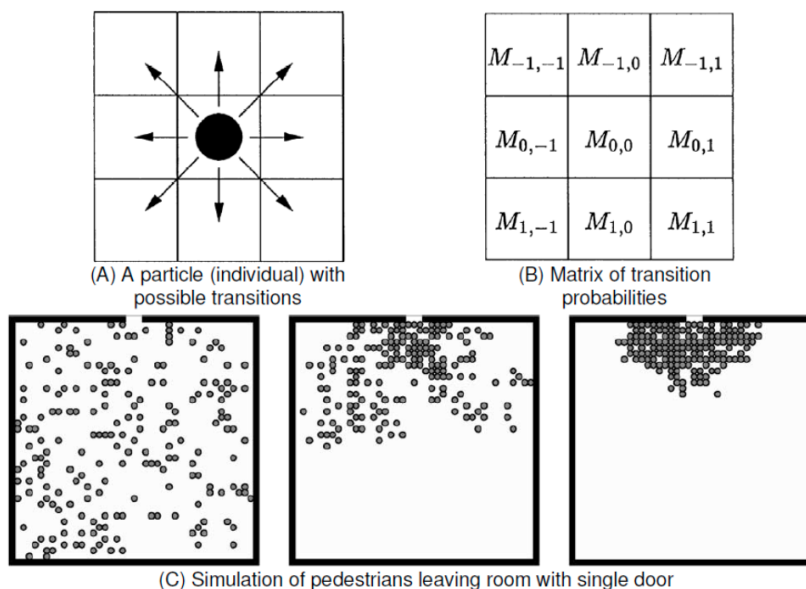 M₋₁,₋₁ M₋₁,₀ M₋₁,₁
M₀,₋₁ M₀,₀ M₀,₁
M₁,₋₁ M₁,₀ M₁,₁
(A) A particle (individual) with
possible transitions
(B) Matrix of transition
probabilities
(C) Simulation of pedestrians leaving room with single door